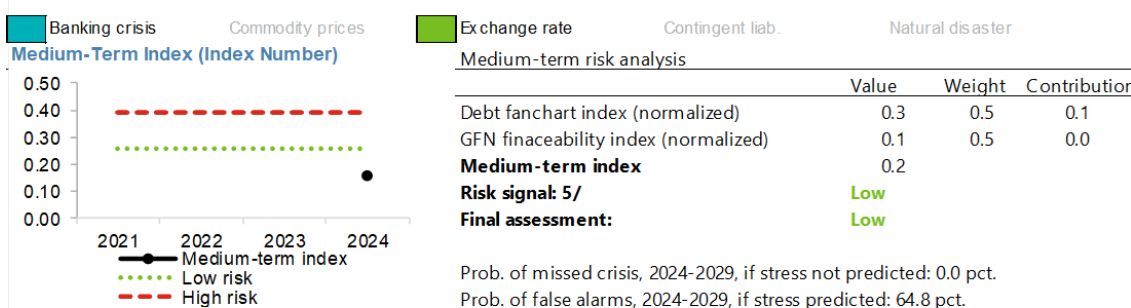 Banking crisis Commodity prices Exchange rate Contingent liab. Natural disaster
Medium-Term Index (Index Number)
0.50
0.40
0.30
0.20
0.10
0.00
2021 2022 2023 2024
Medium-term index
Low risk
High risk
Medium-term risk analysis
Value Weight Contribution
Debt fanchart index (normalized) 0.3 0.5 0.1
GFN finaceability index (normalized) 0.1 0.5 0.0
Medium-term index 0.2
Risk signal: 5/ Low
Final assessment: Low
Prob. of missed crisis, 2024-2029, if stress not predicted: 0.0 pct.
Prob. of false alarms, 2024-2029, if stress predicted: 64.8 pct.